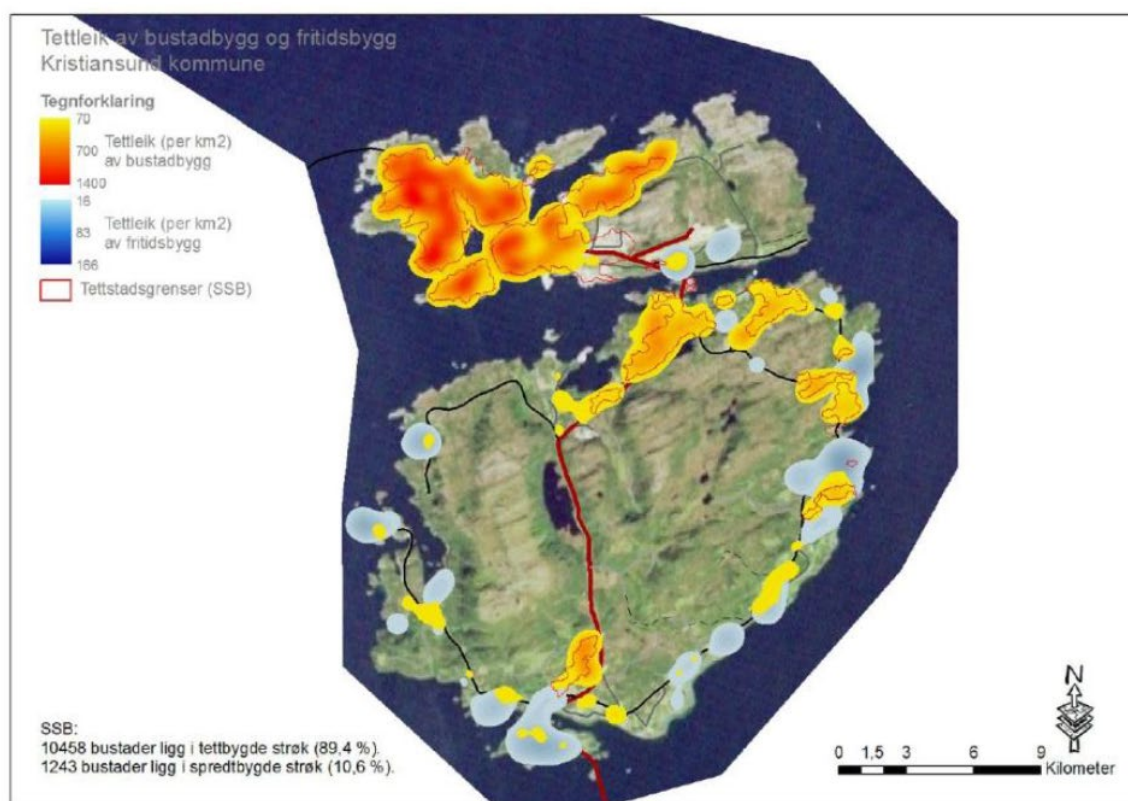 Tettleik av bustadbygg og fritidsbygg
Kristiansund kommune
Tegnforklaring
70
700
1400
Tettleik (per km2)
av bustadbygg
16
83
166
Tettleik (per km2)
av fritidsbygg
Tettstadsgrenser (SSB)
SSB:
10458 bustader ligg i tettbygde strøk (89,4 %).
1243 bustader ligg i spredtbygde strøk (10,6 %).
N
0 1,5 3 6 9
Kilometer